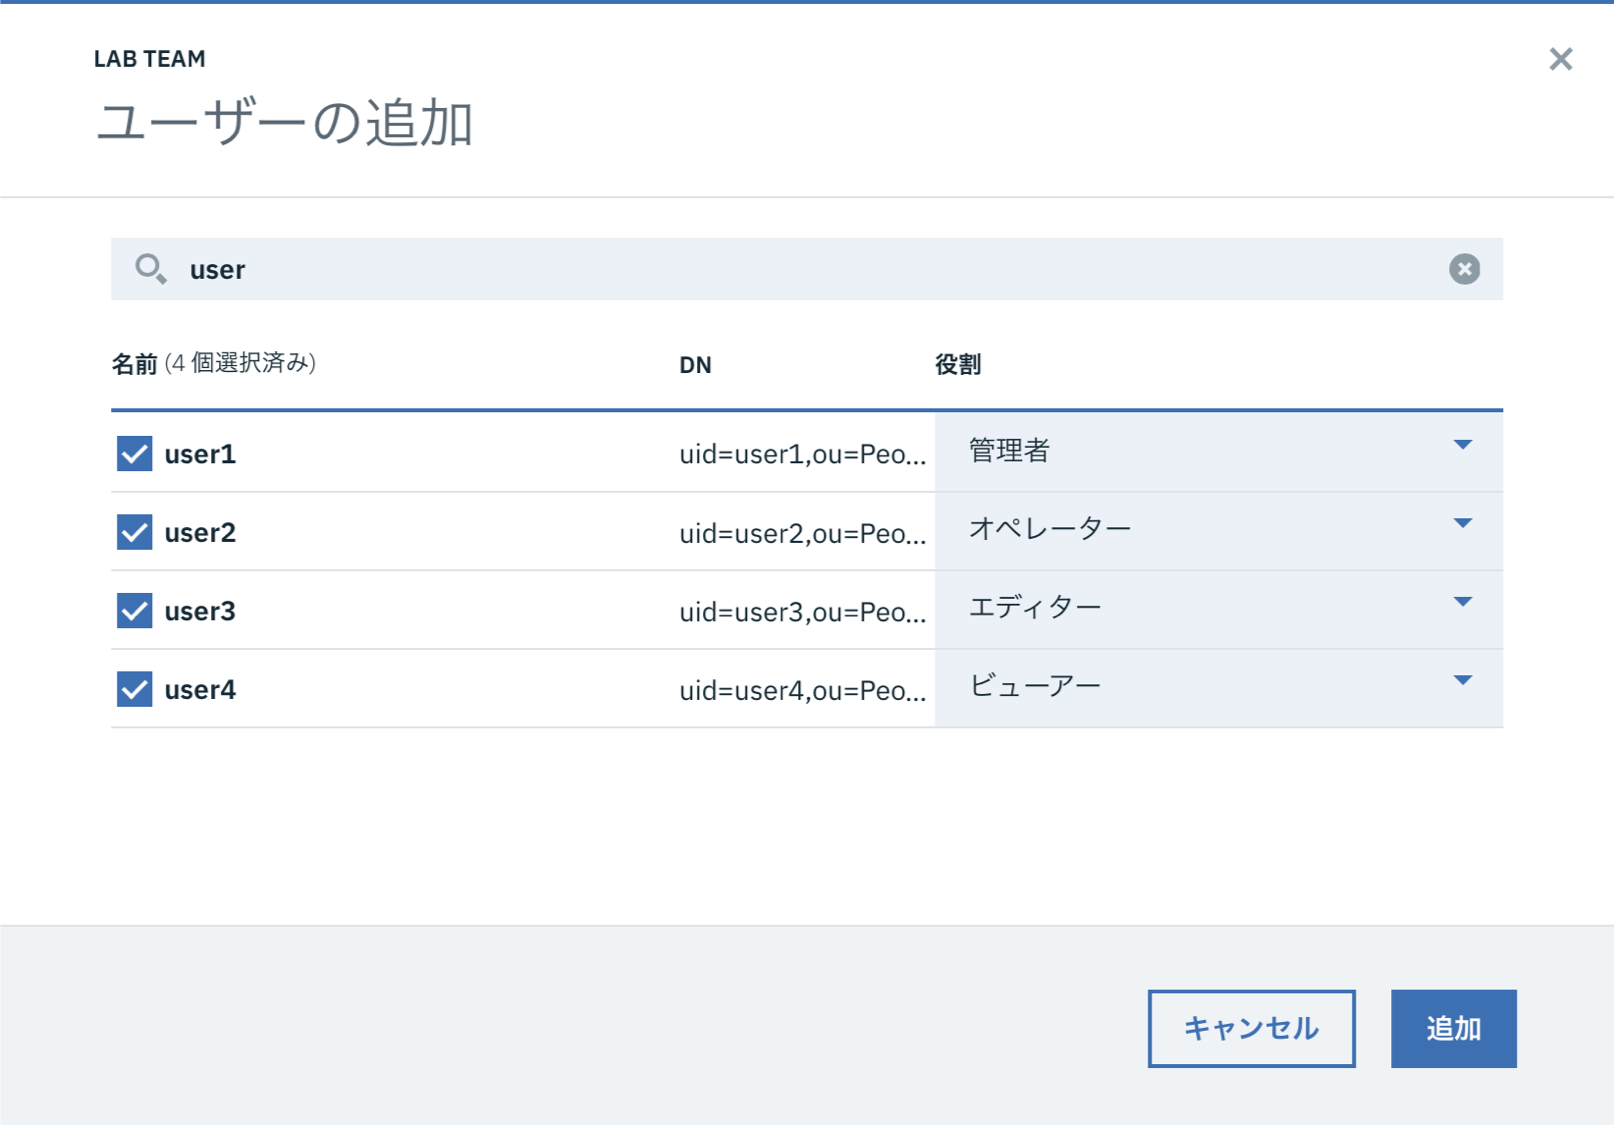 LAB TEAM
ユーザーの追加
user
名前 (4 個選択済み) DN 役割
user1 uid=user1,ou=Peo... 管理者
user2 uid=user2,ou=Peo... オペレーター
user3 uid=user3,ou=Peo... エディター
user4 uid=user4,ou=Peo... ビューアー
キャンセル 追加